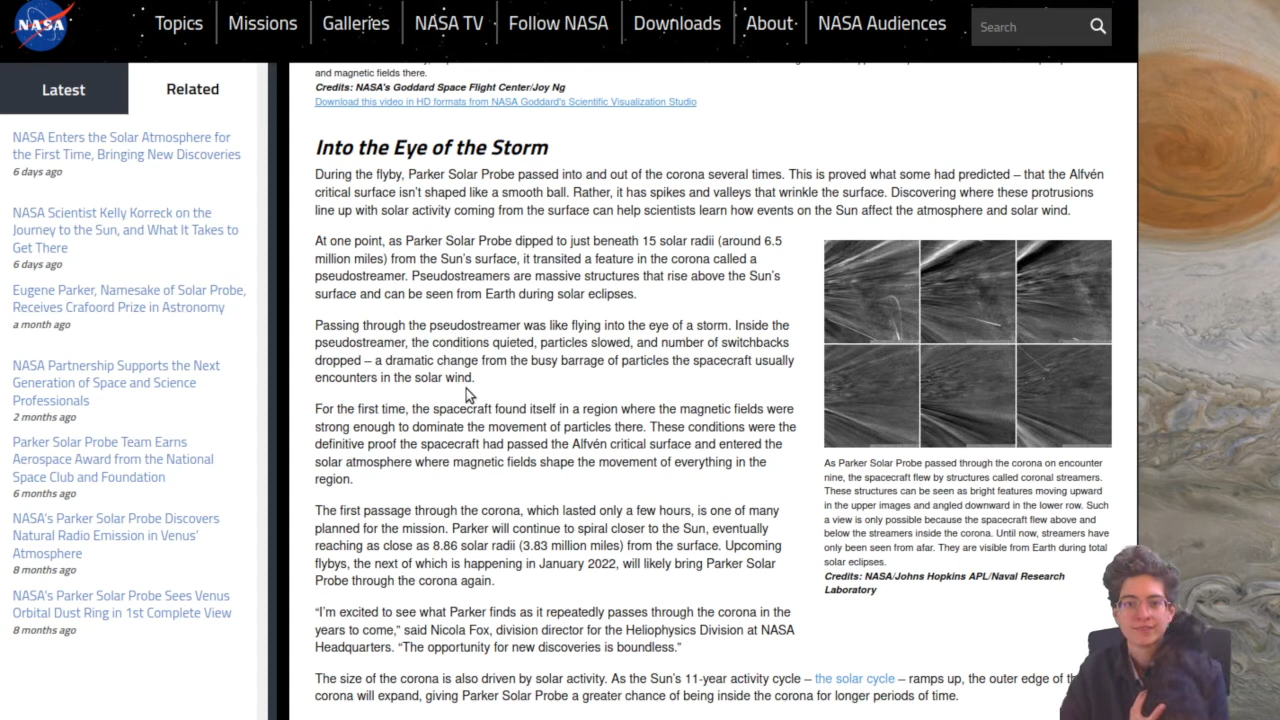 NASA
Topics
Missions
Galleries
NASA TV
Follow NASA
Downloads
About
NASA Audiences
Search
Latest
Related
NASA Enters the Solar Atmosphere for
the First Time, Bringing New Discoveries
6 days ago
NASA Scientist Kelly Korreck on the
Journey to the Sun, and What It Takes to
Get There
6 days ago
Eugene Parker, Namesake of Solar Probe,
Receives Crafoord Prize in Astronomy
a month ago
NASA Partnership Supports the Next
Generation of Space and Science
Professionals
2 months ago
Parker Solar Probe Team Earns
Aerospace Award from the National
Space Club and Foundation
6 months ago
NASA's Parker Solar Probe Discovers
Natural Radio Emission in Venus'
Atmosphere
8 months ago
NASA's Parker Solar Probe Sees Venus
Orbital Dust Ring in 1st Complete View
8 months ago
and magnetic fields there.
Credits: NASA's Goddard Space Flight Center/Joy Ng
Download this video in HD formats from NASA Goddard's Scientific Visualization Studio
Into the Eye of the Storm
During the flyby, Parker Solar Probe passed into and out of the corona several times. This is proved what some had predicted – that the Alfvén
critical surface isn't shaped like a smooth ball. Rather, it has spikes and valleys that wrinkle the surface. Discovering where these protrusions
line up with solar activity coming from the surface can help scientists learn how events on the Sun affect the atmosphere and solar wind.
At one point, as Parker Solar Probe dipped to just beneath 15 solar radii (around 6.5
million miles) from the Sun's surface, it transited a feature in the corona called a
pseudostreamer. Pseudostreamers are massive structures that rise above the Sun's
surface and can be seen from Earth during solar eclipses.
Passing through the pseudostreamer was like flying into the eye of a storm. Inside the
pseudostreamer, the conditions quieted, particles slowed, and number of switchbacks
dropped – a dramatic change from the busy barrage of particles the spacecraft usually
encounters in the solar wind.
For the first time, the spacecraft found itself in a region where the magnetic fields were
strong enough to dominate the movement of particles there. These conditions were the
definitive proof the spacecraft had passed the Alfvén critical surface and entered the
solar atmosphere where magnetic fields shape the movement of everything in the
region.
The first passage through the corona, which lasted only a few hours, is one of many
planned for the mission. Parker will continue to spiral closer to the Sun, eventually
reaching as close as 8.86 solar radii (3.83 million miles) from the surface. Upcoming
flybys, the next of which is happening in January 2022, will likely bring Parker Solar
Probe through the corona again.
“I'm excited to see what Parker finds as it repeatedly passes through the corona in the
years to come,” said Nicola Fox, division director for the Heliophysics Division at NASA
Headquarters. “The opportunity for new discoveries is boundless.”
The size of the corona is also driven by solar activity. As the Sun's 11-year activity cycle – the solar cycle – ramps up, the outer edge of
corona will expand, giving Parker Solar Probe a greater chance of being inside the corona for longer periods of time.
As Parker Solar Probe passed through the corona on encounter
nine, the spacecraft flew by structures called coronal streamers.
These structures can be seen as bright features moving upward
in the upper images and angled downward in the lower row. Such
a view is only possible because the spacecraft flew above and
below the streamers inside the corona. Until now, streamers have
only been seen from afar. They are visible from Earth during total
solar eclipses.
Credits: NASA/Johns Hopkins APL/Naval Research
Laboratory